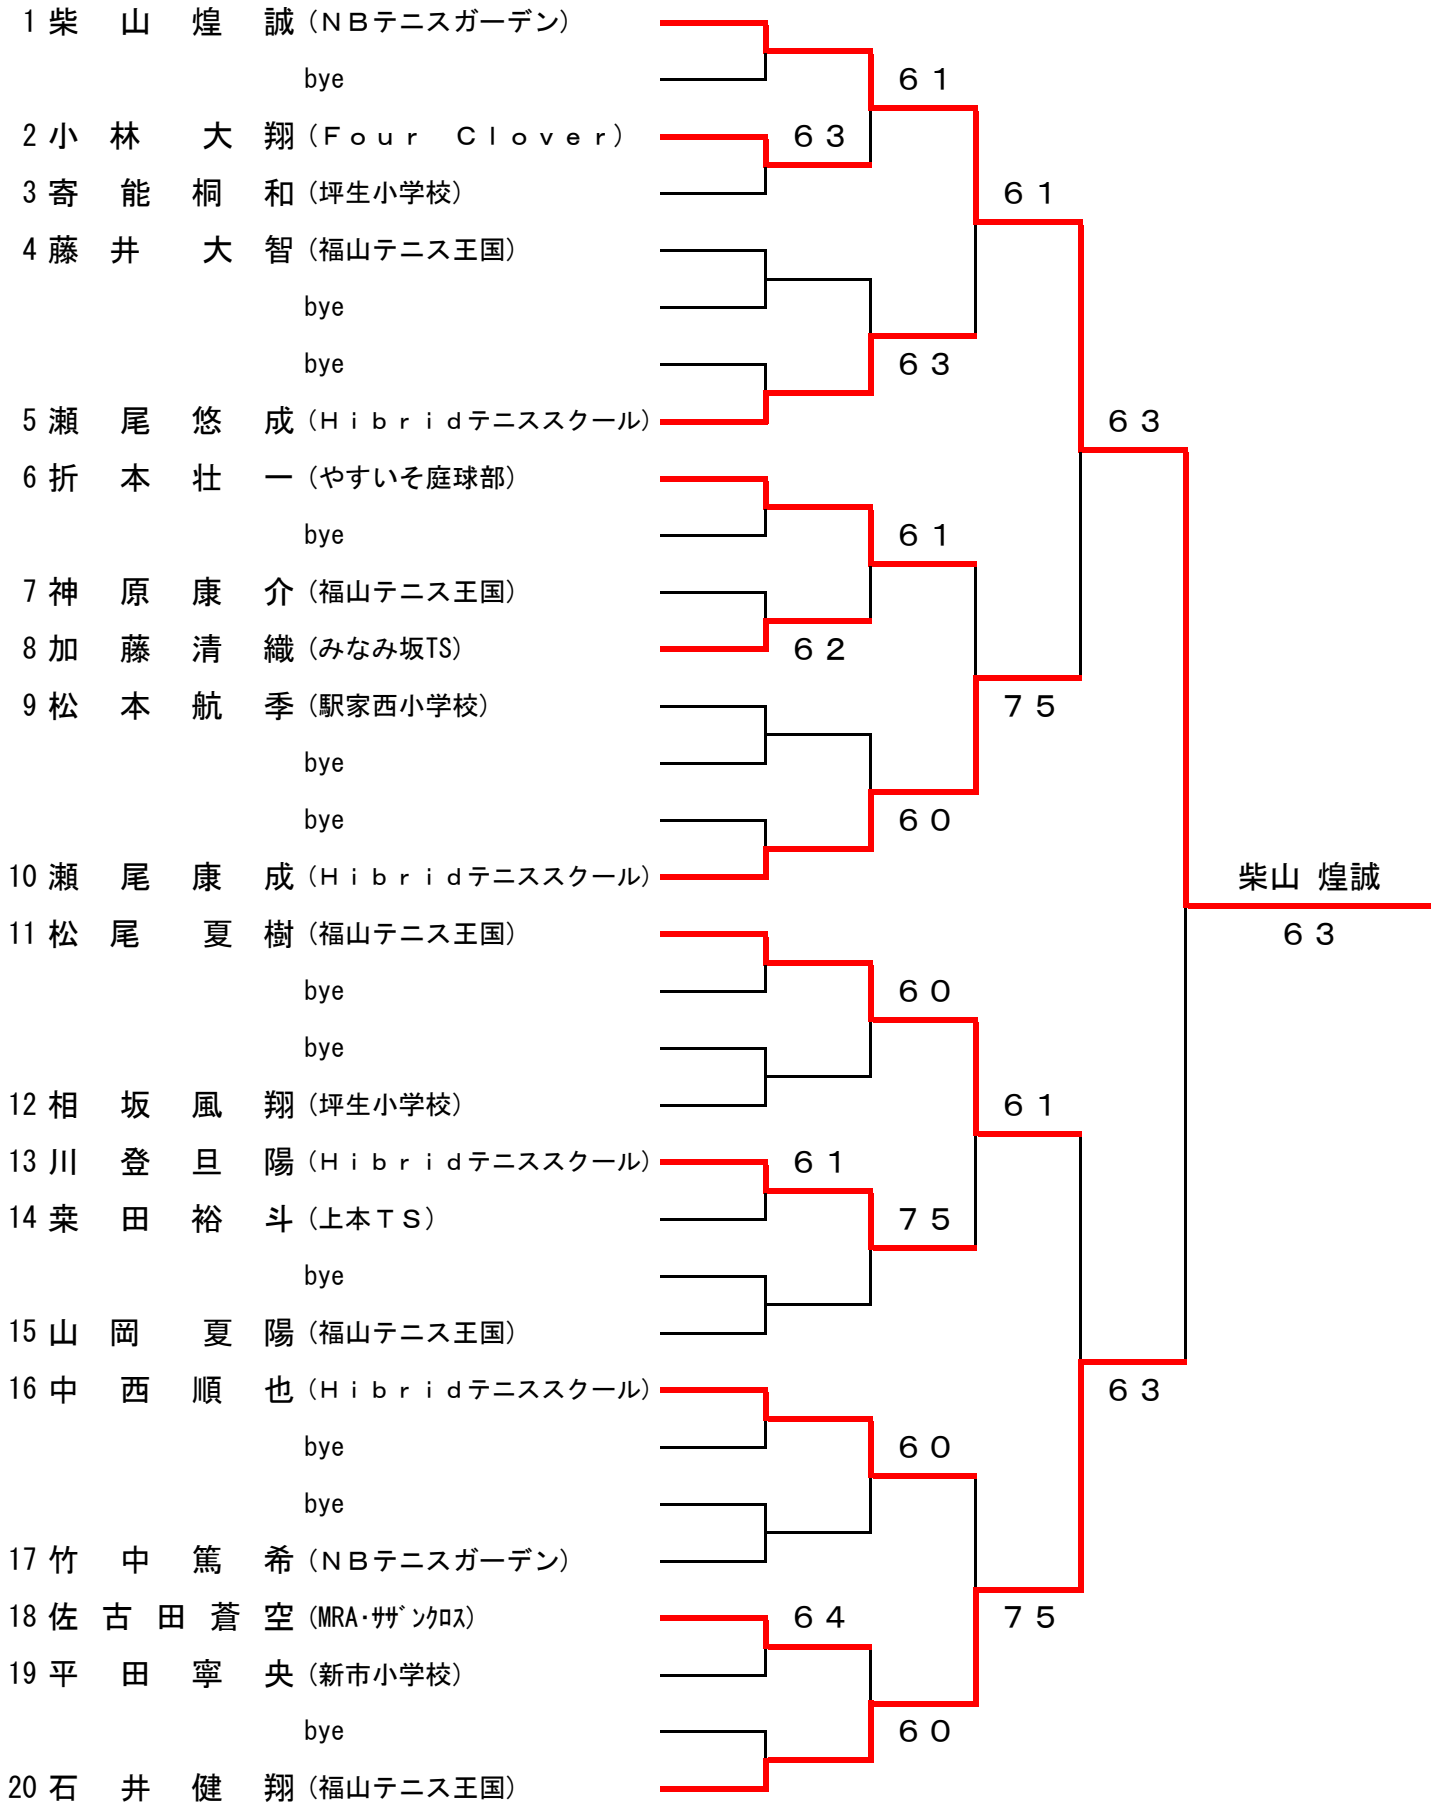 1 柴山煌誠 (ＮＢテニスガーデン)
bye
６１
2 小林大翔 (Ｆｏｕｒ　Ｃｌｏｖｅｒ)
６３
3 寄能桐和 (坪生小学校)
６１
4 藤井大智 (福山テニス王国)
bye
bye
６３
5 瀬尾悠成 (Ｈｉｂｒｉｄテニススクール)
６３
6 折本壮一 (やすいそ庭球部)
bye
６１
7 神原康介 (福山テニス王国)
8 加藤清織 (みなみ坂TS)
６２
9 松本航季 (駅家西小学校)
７５
bye
bye
６０
10 瀬尾康成 (Ｈｉｂｒｉｄテニススクール)
柴山 煌誠
11 松尾夏樹 (福山テニス王国)
６３
bye
６０
bye
12 相坂風翔 (坪生小学校)
６１
13 川登旦陽 (Ｈｉｂｒｉｄテニススクール)
６１
14 桒田裕斗 (上本ＴＳ)
７５
bye
15 山岡夏陽 (福山テニス王国)
16 中西順也 (Ｈｉｂｒｉｄテニススクール)
６３
bye
６０
bye
17 竹中篤希 (ＮＢテニスガーデン)
18 佐古田蒼空 (MRA･ｻｻﾞﾝｸﾛｽ)
６４
７５
19 平田寧央 (新市小学校)
bye
６０
20 石井健翔 (福山テニス王国)